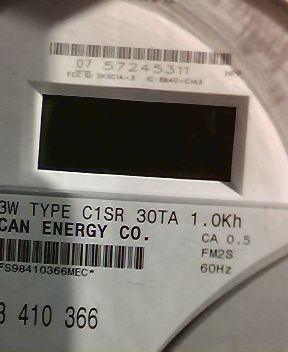 07 57245311
HPP
3W TYPE C1SR 30TA 1.0Kh
CAN ENERGY CO.
CA 0.5
FM2S
60Hz
FS98410366MEC*
8 410 366